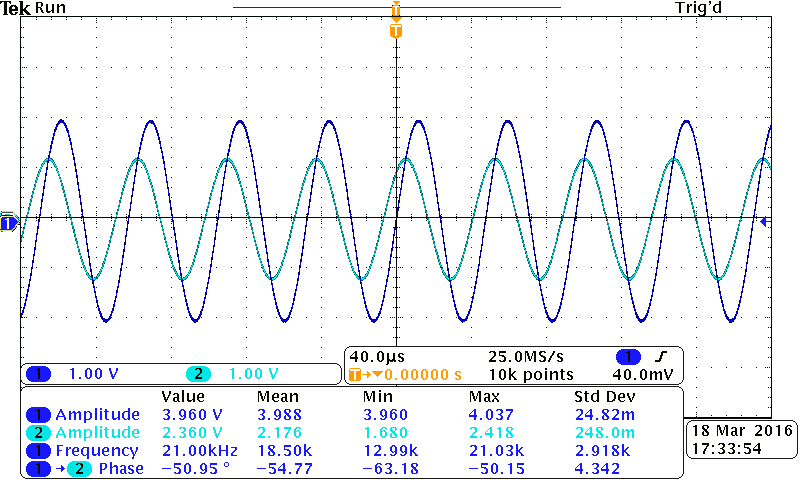 Tek Run Trig'd
T
T
1
40.0µs 25.0MS/s 1
1 1.00 V 2 1.00 V T→▼0.00000 s 10k points 40.0mV
Value Mean Min Max Std Dev
1 Amplitude 3.960 V 3.988 3.960 4.037 24.82m
2 Amplitude 2.360 V 2.176 1.680 2.418 248.0m
1 Frequency 21.00kHz 18.50k 12.99k 21.03k 2.918k
1 → 2 Phase −50.95 ° −54.77 −63.18 −50.15 4.342
18 Mar 2016
17:33:54